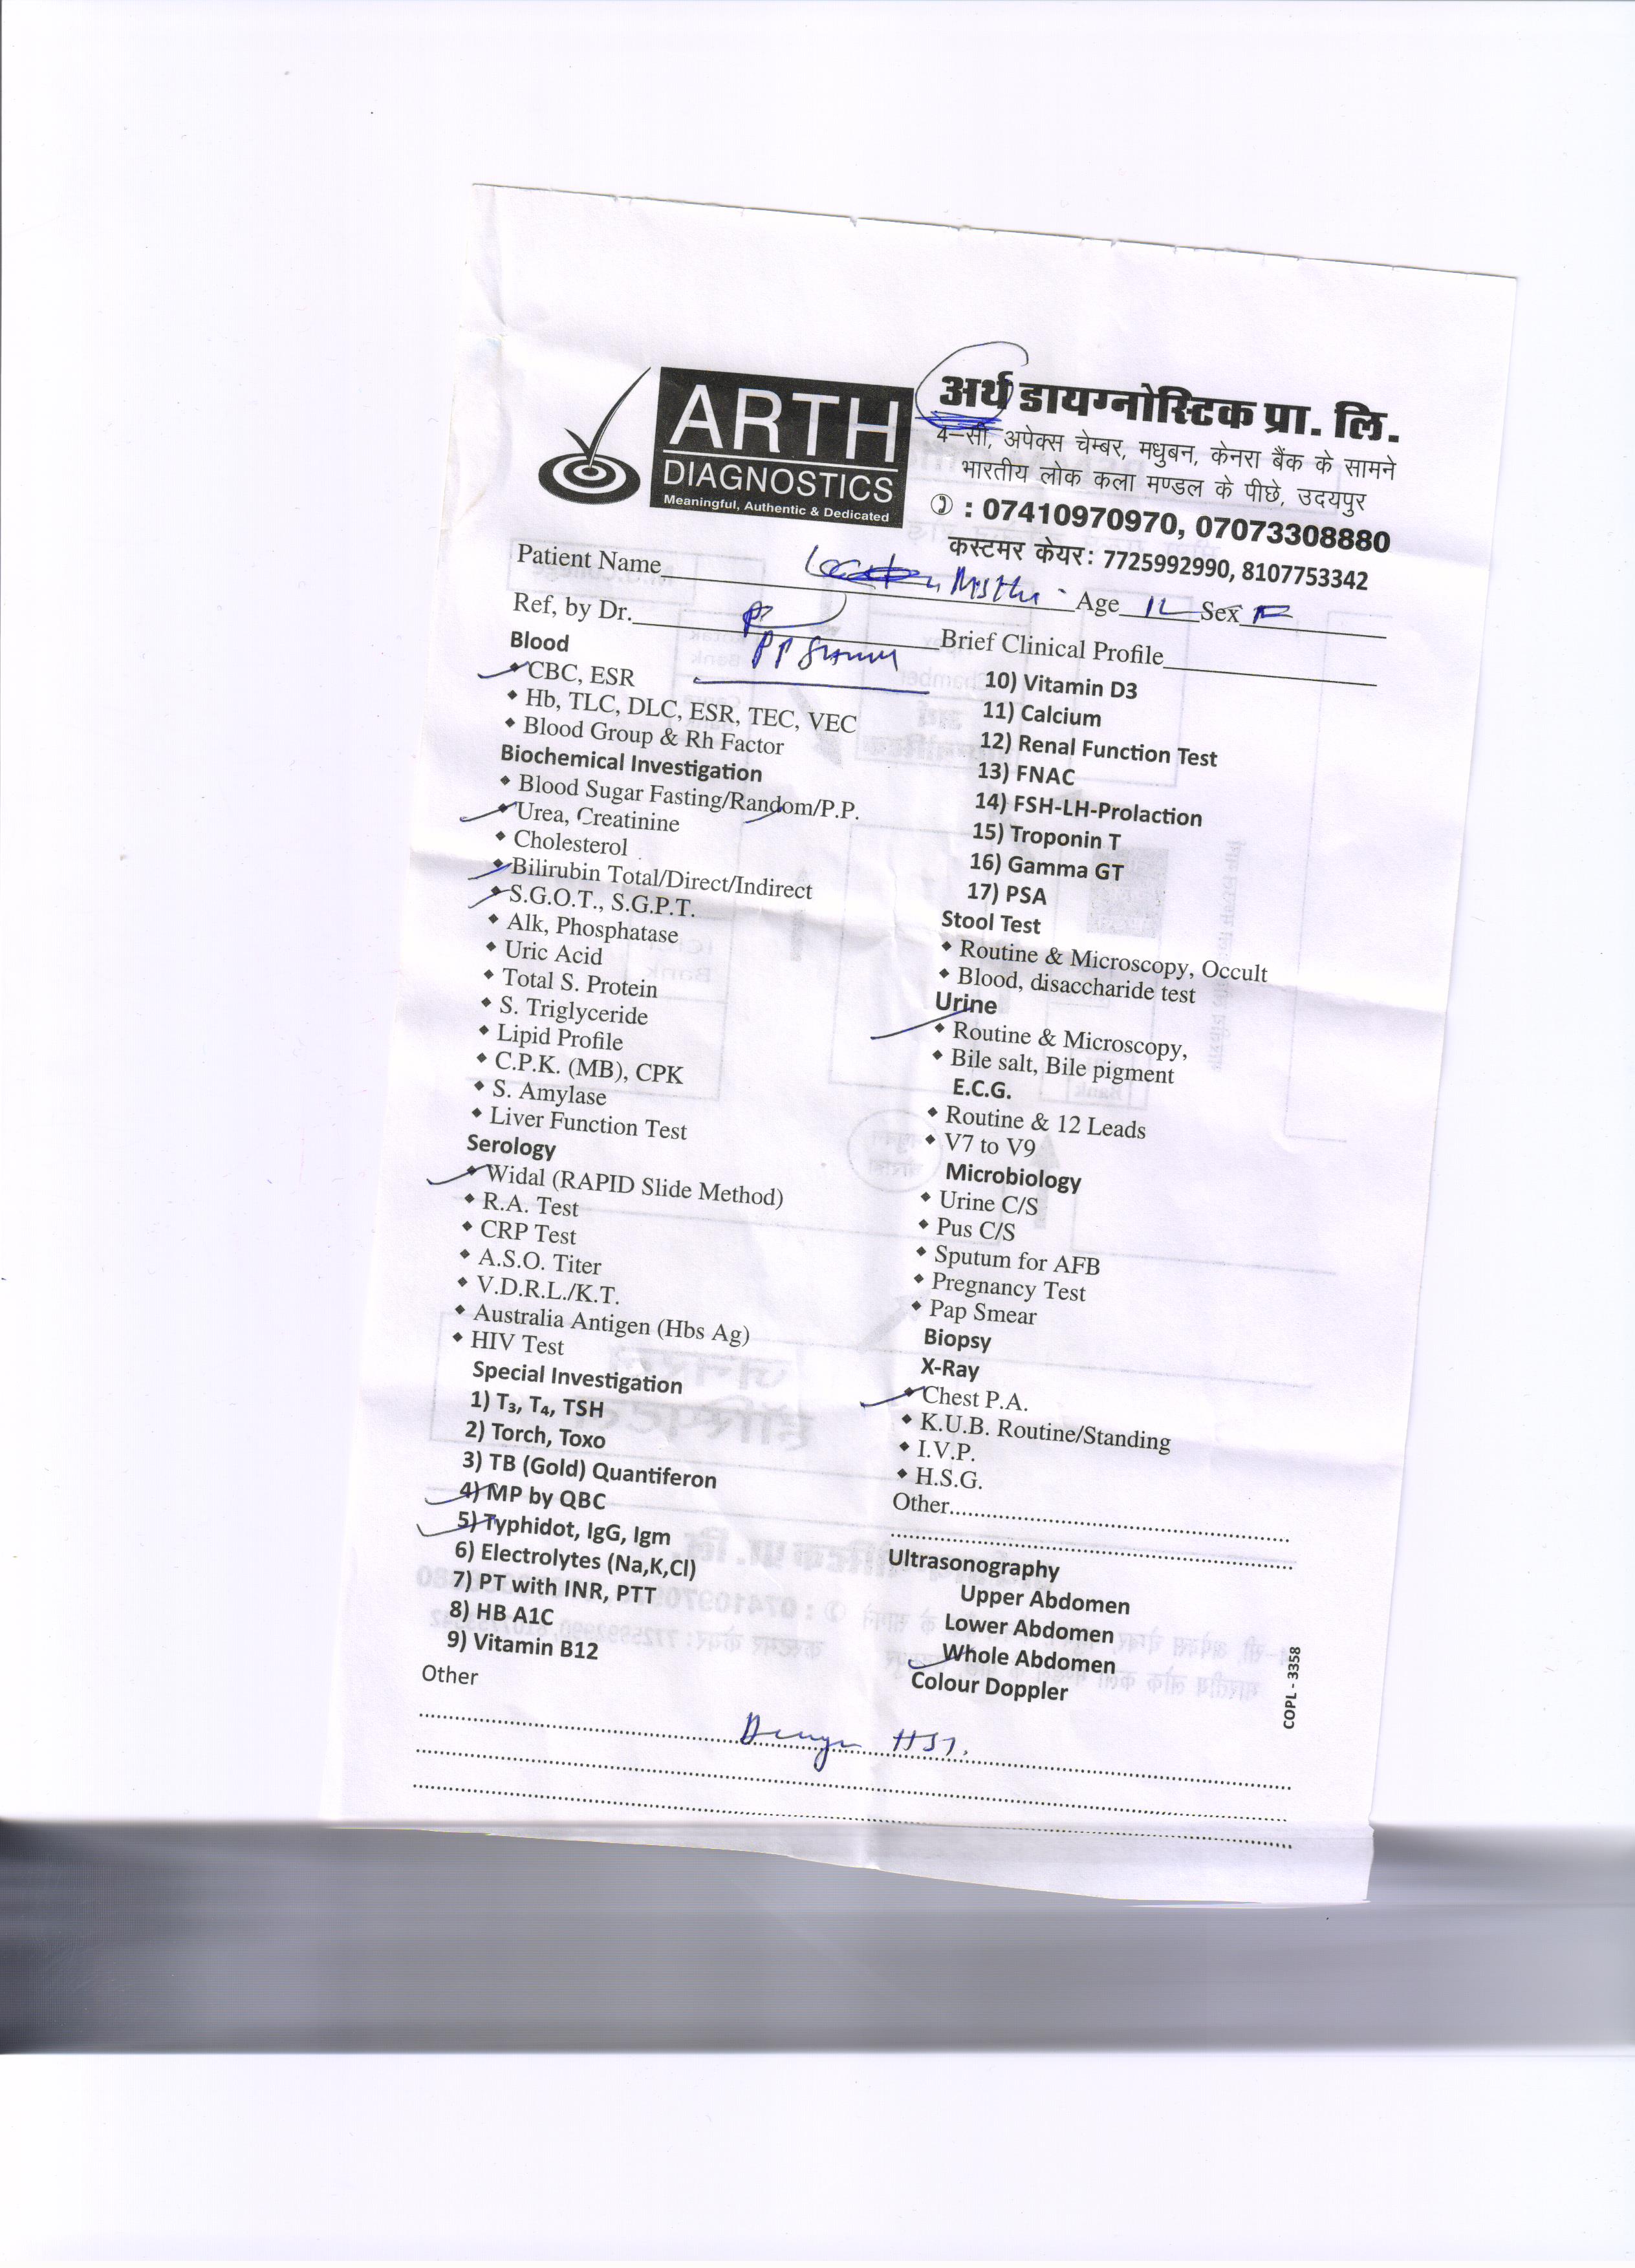 ARTH
DIAGNOSTICS
Meaningful, Authentic & Dedicated
अर्थ डायग्नोस्टिक प्रा. लि.
4–सी, अपेक्स चेम्बर, मधुबन, केनरा बैंक के सामने
भारतीय लोक कला मण्डल के पीछे, उदयपुर
: 07410970970, 07073308880
कस्टमर केयर : 7725992990, 8107753342
Patient Name Age 12 Sex F
Ref, by Dr. Brief Clinical Profile
PP
Blood
CBC, ESR
Hb, TLC, DLC, ESR, TEC, VEC
Blood Group & Rh Factor
Biochemical Investigation
Blood Sugar Fasting/Random/P.P.
Urea, Creatinine
Cholesterol
Bilirubin Total/Direct/Indirect
S.G.O.T., S.G.P.T.
Alk, Phosphatase
Uric Acid
Total S. Protein
S. Triglyceride
Lipid Profile
C.P.K. (MB), CPK
S. Amylase
Liver Function Test
Serology
Widal (RAPID Slide Method)
R.A. Test
CRP Test
A.S.O. Titer
V.D.R.L./K.T.
Australia Antigen (Hbs Ag)
HIV Test
Special Investigation
1) T₃, T₄, TSH
2) Torch, Toxo
3) TB (Gold) Quantiferon
4) MP by QBC
5) Typhidot, IgG, Igm
6) Electrolytes (Na,K,Cl)
7) PT with INR, PTT
8) HB A1C
9) Vitamin B12
Other
10) Vitamin D3
11) Calcium
12) Renal Function Test
13) FNAC
14) FSH-LH-Prolaction
15) Troponin T
16) Gamma GT
17) PSA
Stool Test
Routine & Microscopy, Occult
Blood, disaccharide test
Urine
Routine & Microscopy,
Bile salt, Bile pigment
E.C.G.
Routine & 12 Leads
V7 to V9
Microbiology
Urine C/S
Pus C/S
Sputum for AFB
Pregnancy Test
Pap Smear
Biopsy
X-Ray
Chest P.A.
K.U.B. Routine/Standing
I.V.P.
H.S.G.
Other
Ultrasonography
Upper Abdomen
Lower Abdomen
Whole Abdomen
Colour Doppler
COPL - 3358